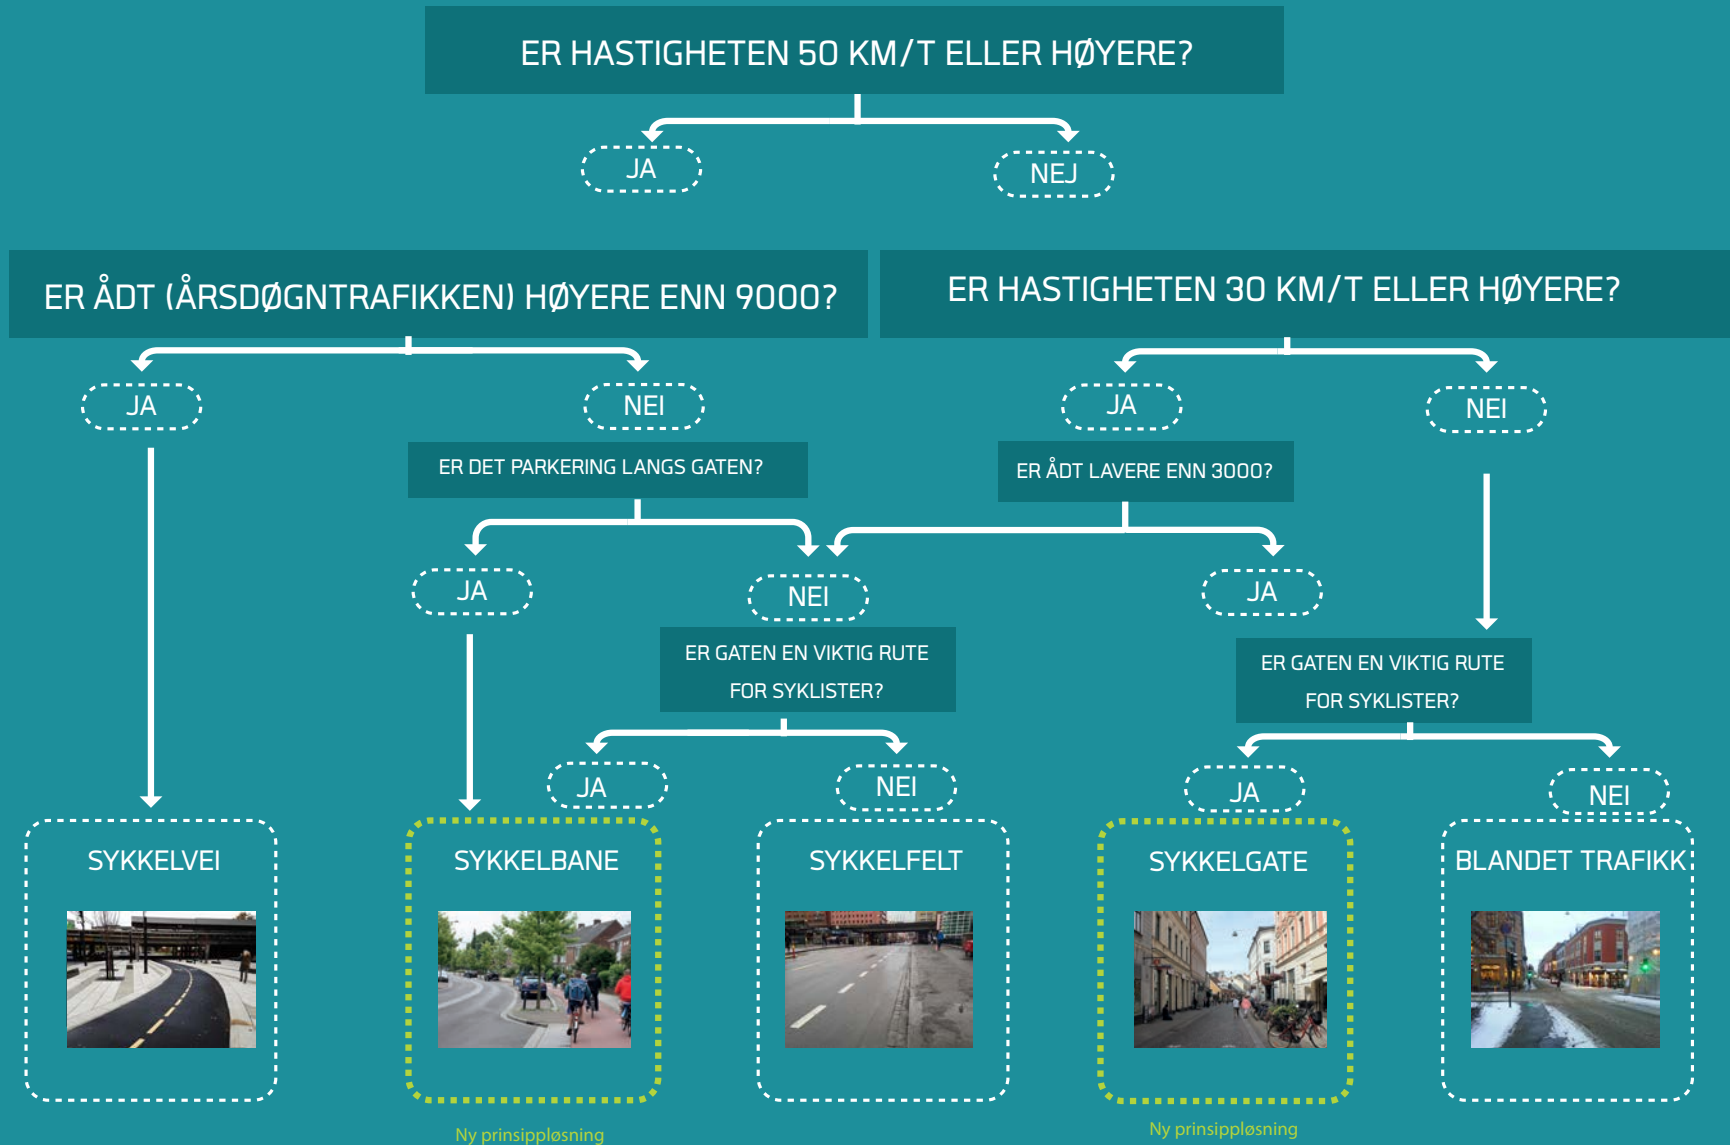 ER HASTIGHETEN 50 KM/T ELLER HØYERE?
JA
NEJ
ER ÅDT (ÅRSDØGNTRAFIKKEN) HØYERE ENN 9000?
ER HASTIGHETEN 30 KM/T ELLER HØYERE?
JA
NEI
JA
NEI
ER DET PARKERING LANGS GATEN?
ER ÅDT LAVERE ENN 3000?
JA
NEI
JA
ER GATEN EN VIKTIG RUTE
FOR SYKLISTER?
ER GATEN EN VIKTIG RUTE
FOR SYKLISTER?
JA
NEI
JA
NEI
SYKKELVEI
SYKKELBANE
SYKKELFELT
SYKKELGATE
BLANDET TRAFIKK
Ny prinsippløsning
Ny prinsippløsning